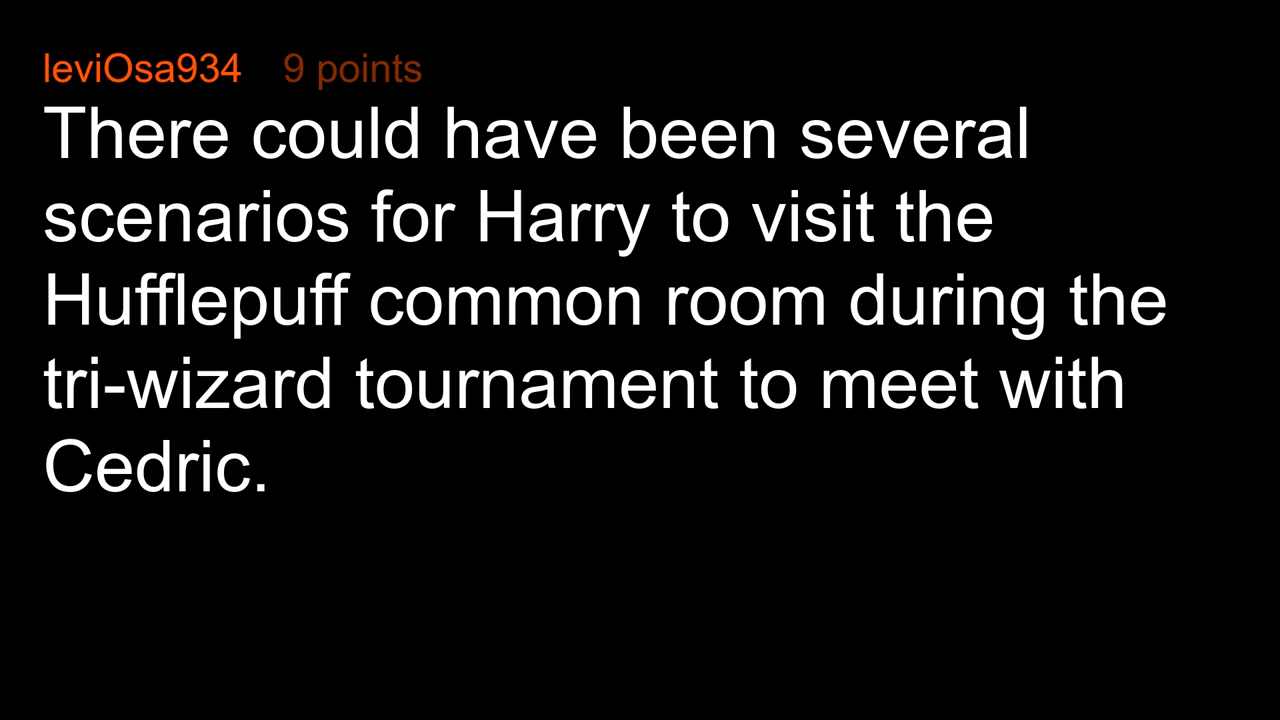 leviOsa934 9 points
There could have been several
scenarios for Harry to visit the
Hufflepuff common room during the
tri-wizard tournament to meet with
Cedric.